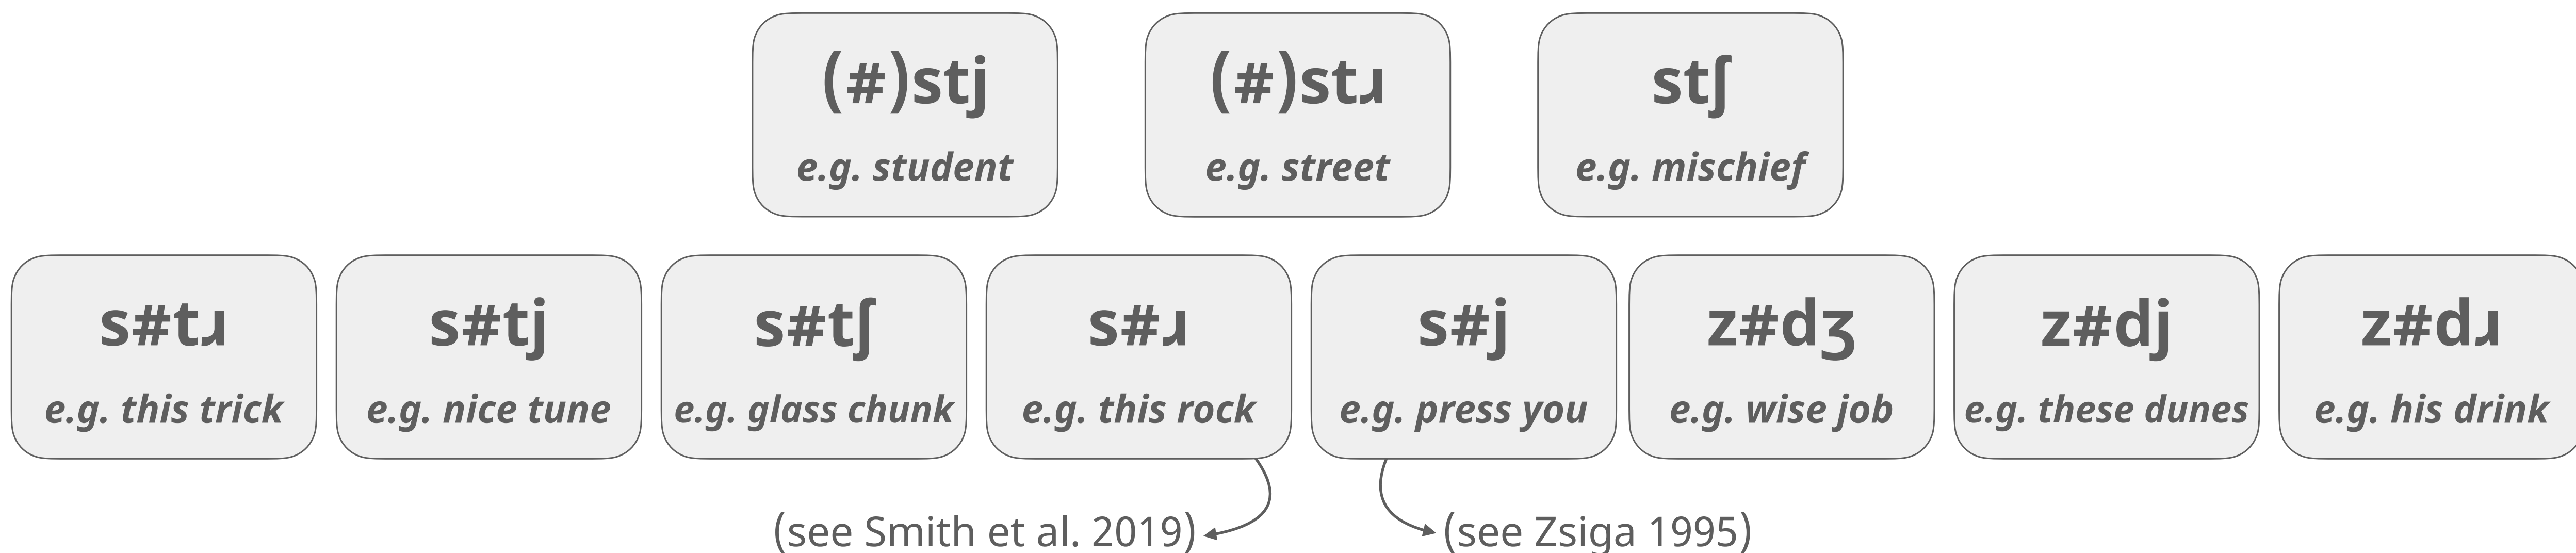 (#)stj
e.g. student
(#)stɹ
e.g. street
stʃ
e.g. mischief
s#tɹ
e.g. this trick
s#tj
e.g. nice tune
s#tʃ
e.g. glass chunk
s#ɹ
e.g. this rock
s#j
e.g. press you
z#dʒ
e.g. wise job
z#dj
e.g. these dunes
z#dɹ
e.g. his drink
(see Smith et al. 2019)
(see Zsiga 1995)